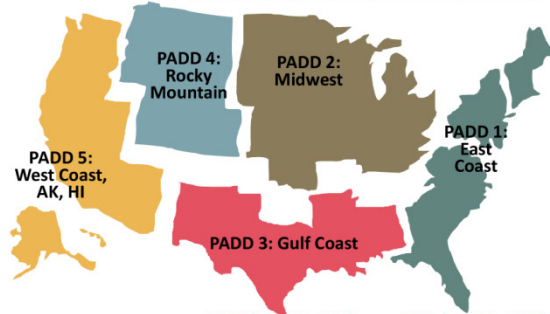 PADD 4:
Rocky
Mountain
PADD 2:
Midwest
PADD 1:
East
Coast
PADD 5:
West Coast,
AK, HI
PADD 3: Gulf Coast